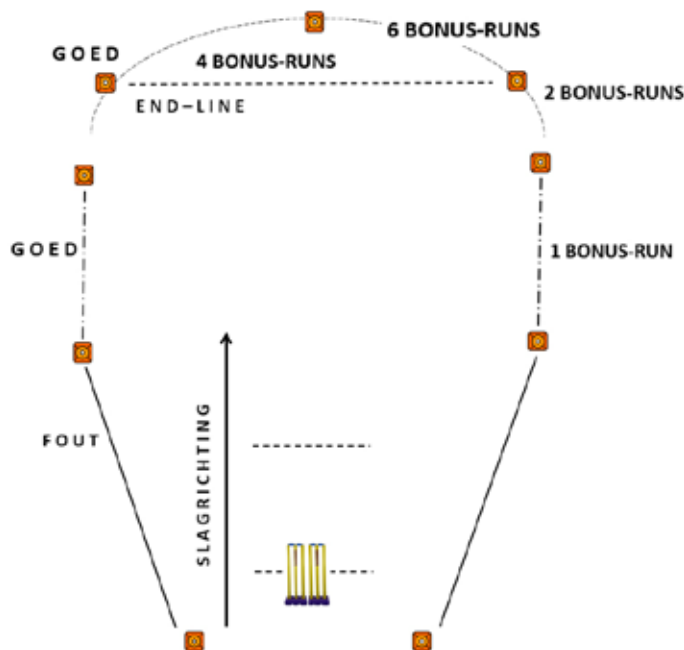 6 BONUS-RUNS
GOED
4 BONUS-RUNS
2 BONUS-RUNS
END–LINE
GOED
1 BONUS-RUN
SLAGRICHTING
FOUT